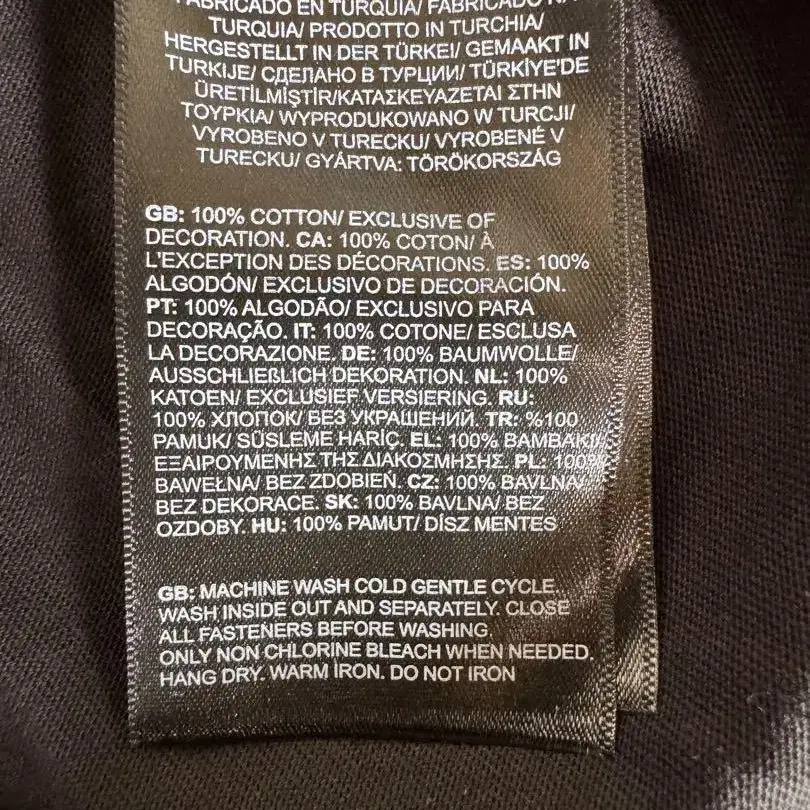 FABRICADO EN TURQUIA/ FABRICADO NA
TURQUIA/ PRODOTTO IN TURCHIA/
HERGESTELLT IN DER TÜRKEI/ GEMAAKT IN
TURKIJE/ СДЕЛАНО В ТУРЦИИ/ TÜRKİYE'DE
ÜRETİLMİŞTİR/ΚΑΤΑΣΚΕΥΑΖΕΤΑΙ ΣΤΗΝ
ΤΟΥΡΚΙΑ/ WYPRODUKOWANO W TURCJI/
VYROBENO V TURECKU/ VYROBENÉ V
TURECKU/ GYÁRTVA: TÖRÖKORSZÁG
GB: 100% COTTON/ EXCLUSIVE OF
DECORATION. CA: 100% COTON/ À
L'EXCEPTION DES DÉCORATIONS. ES: 100%
ALGODÓN/ EXCLUSIVO DE DECORACIÓN.
PT: 100% ALGODÃO/ EXCLUSIVO PARA
DECORAÇÃO. IT: 100% COTONE/ ESCLUSA
LA DECORAZIONE. DE: 100% BAUMWOLLE/
AUSSCHLIEßLICH DEKORATION. NL: 100%
KATOEN/ EXCLUSIEF VERSIERING. RU:
100% ХЛОПОК/ БЕЗ УКРАШЕНИЙ. TR: %100
PAMUK/ SÜSLEME HARİÇ. EL: 100% ΒΑΜΒΑΚΙ/
ΕΞΑΙΡΟΥΜΕΝΗΣ ΤΗΣ ΔΙΑΚΟΣΜΗΣΗΣ. PL: 100%
BAWEŁNA/ BEZ ZDOBIEŃ. CZ: 100% BAVLNA/
BEZ DEKORACE. SK: 100% BAVLNA/ BEZ
OZDOBY. HU: 100% PAMUT/ DÍSZ MENTES
GB: MACHINE WASH COLD GENTLE CYCLE.
WASH INSIDE OUT AND SEPARATELY. CLOSE
ALL FASTENERS BEFORE WASHING.
ONLY NON CHLORINE BLEACH WHEN NEEDED.
HANG DRY. WARM İRON. DO NOT IRON